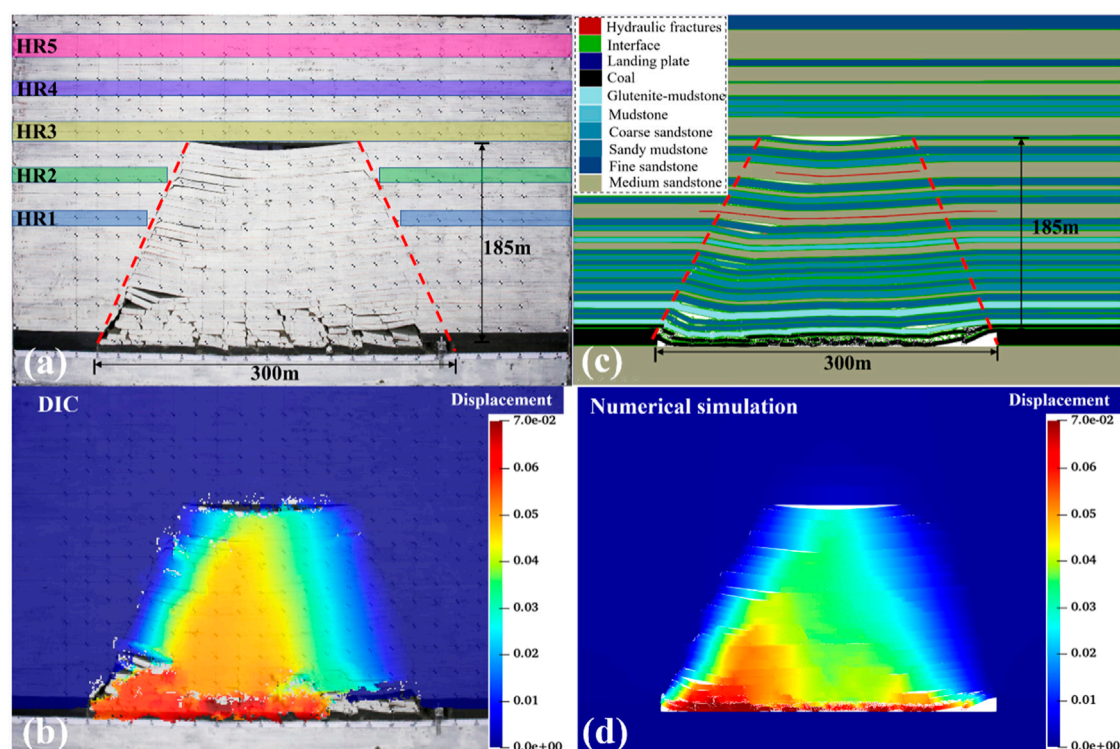 HR5
HR4
HR3
HR2
HR1
185m
300m
(a)
Hydraulic fractures
Interface
Landing plate
Coal
Glutenite-mudstone
Mudstone
Coarse sandstone
Sandy mudstone
Fine sandstone
Medium sandstone
185m
300m
(c)
DIC
Displacement
7.0e-02
0.06
0.05
0.04
0.03
0.02
0.01
0.0e+00
(b)
Numerical simulation
Displacement
7.0e-02
0.06
0.05
0.04
0.03
0.02
0.01
0.0e+00
(d)